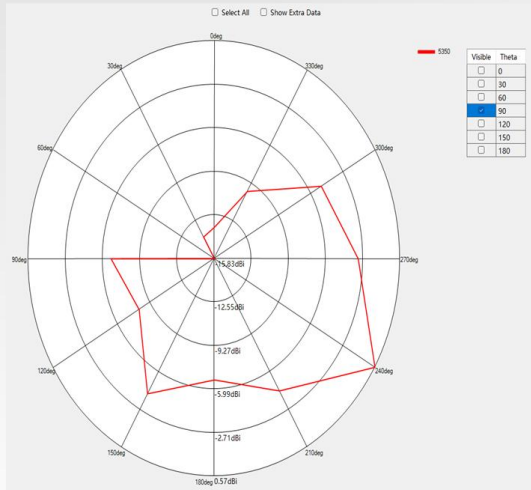 Select All
Show Extra Data
0deg
30deg
330deg
5350
Visible Theta
0
30
60
90
120
150
180
60deg
300deg
90deg
-15.83dBi
270deg
-12.55dBi
-9.27dBi
120deg
240deg
-5.99dBi
-2.71dBi
150deg
210deg
180deg 0.57dBi